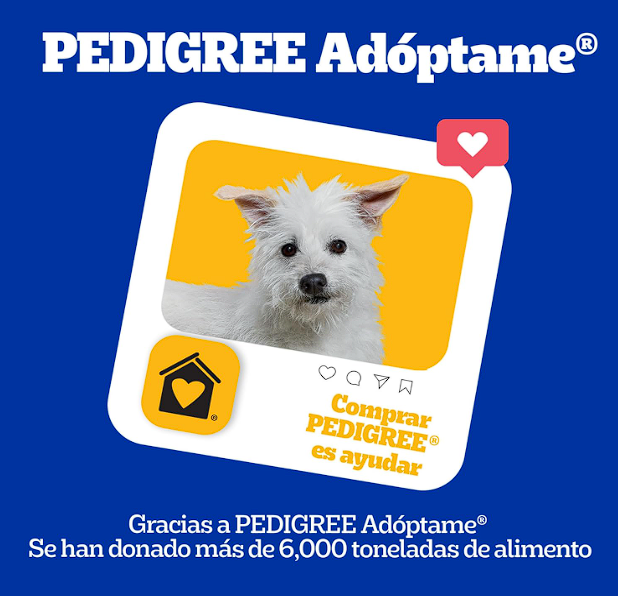 PEDIGREE Adóptame®
Comprar
PEDIGREE®
es ayudar
®
Gracias a PEDIGREE Adóptame®
Se han donado más de 6,000 toneladas de alimento